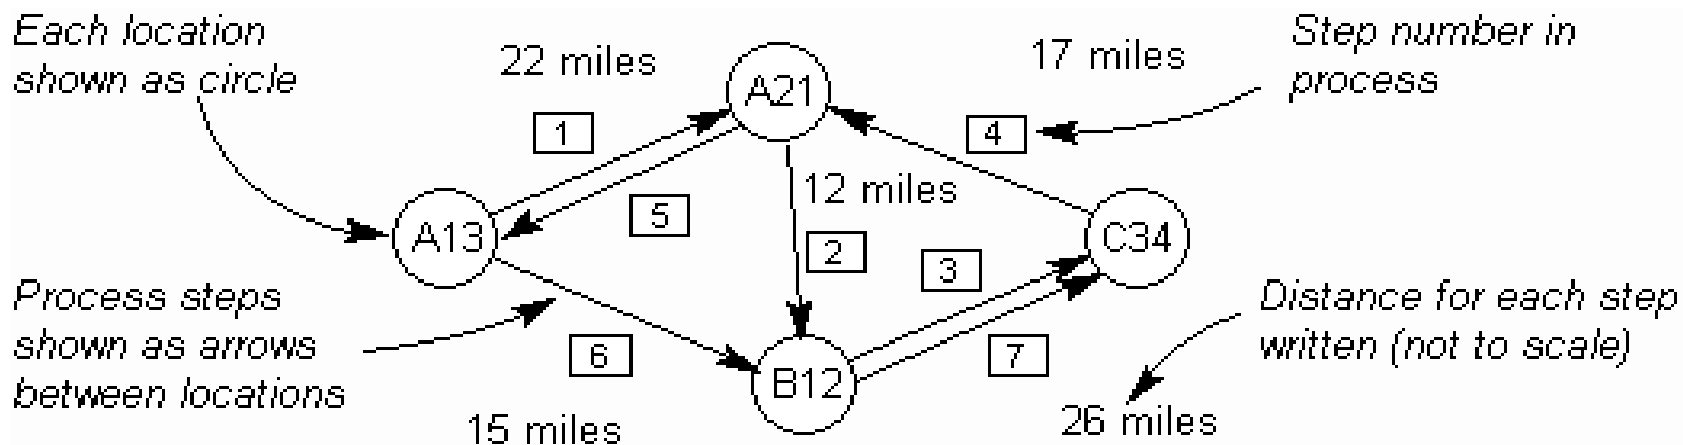 Each location
shown as circle
22 miles
A21
17 miles
Step number in
process
1
4
12 miles
5
A13
2
3
C34
Process steps
shown as arrows
between locations
6
B12
7
Distance for each step
written (not to scale)
15 miles
26 miles